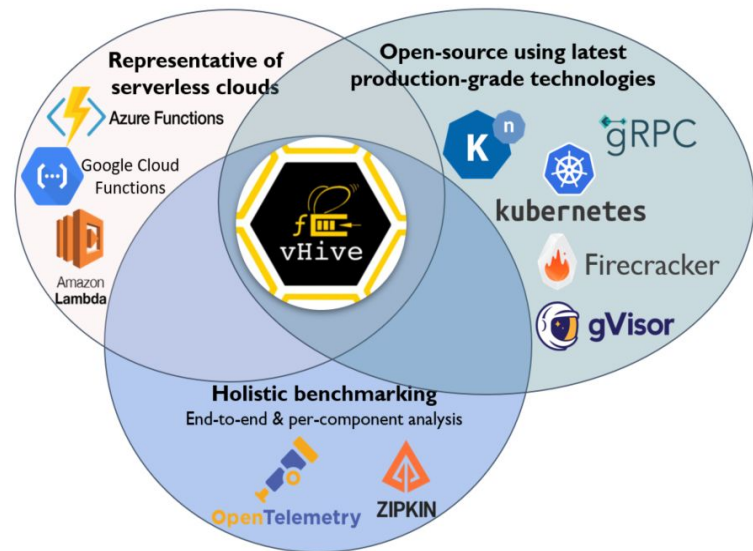 Representative of
serverless clouds
Azure Functions
Google Cloud
Functions
Amazon
Lambda
Open-source using latest
production-grade technologies
K
n
gRPC
kubernetes
Firecracker
gVisor
f
vHive
Holistic benchmarking
End-to-end & per-component analysis
OpenTelemetry
ZIPKIN